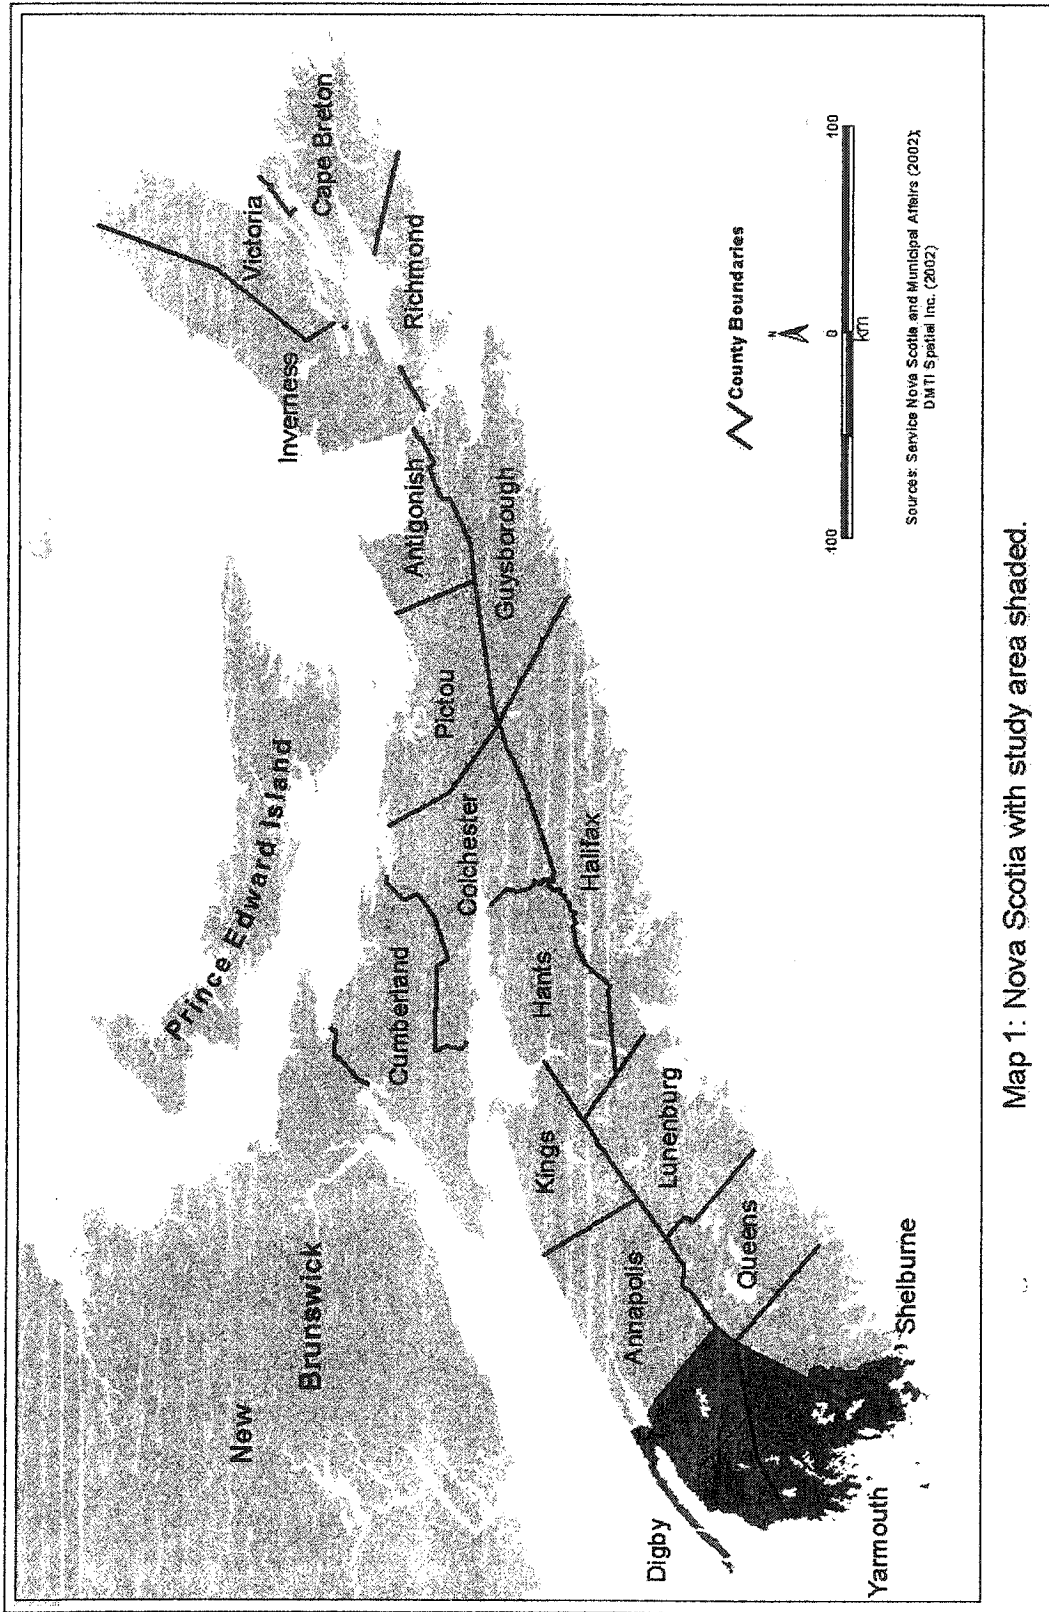 Prince Edward Island
New
Brunswick
Victoria
Cape Breton
Inverness
Richmond
Antigonish
Guysborough
Pictou
Colchester
Cumberland
Halifax
Hants
Kings
Lunenburg
Annapolis
Queens
Digby
Yarmouth
Shelburne
County Boundaries
N
100
0
100
km
Sources: Service Nova Scotia and Municipal Affairs (2002);
DMTI Spatial Inc. (2002)
Map 1: Nova Scotia with study area shaded.